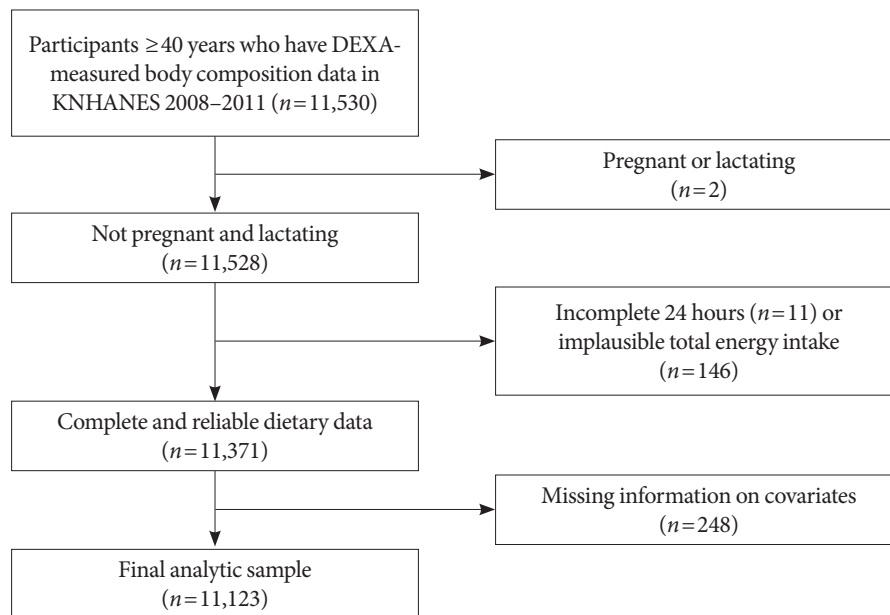 Participants ≥40 years who have DEXA-
measured body composition data in
KNHANES 2008–2011 (n=11,530)
Pregnant or lactating
(n=2)
Not pregnant and lactating
(n=11,528)
Incomplete 24 hours (n=11) or
implausible total energy intake
(n=146)
Complete and reliable dietary data
(n=11,371)
Missing information on covariates
(n=248)
Final analytic sample
(n=11,123)